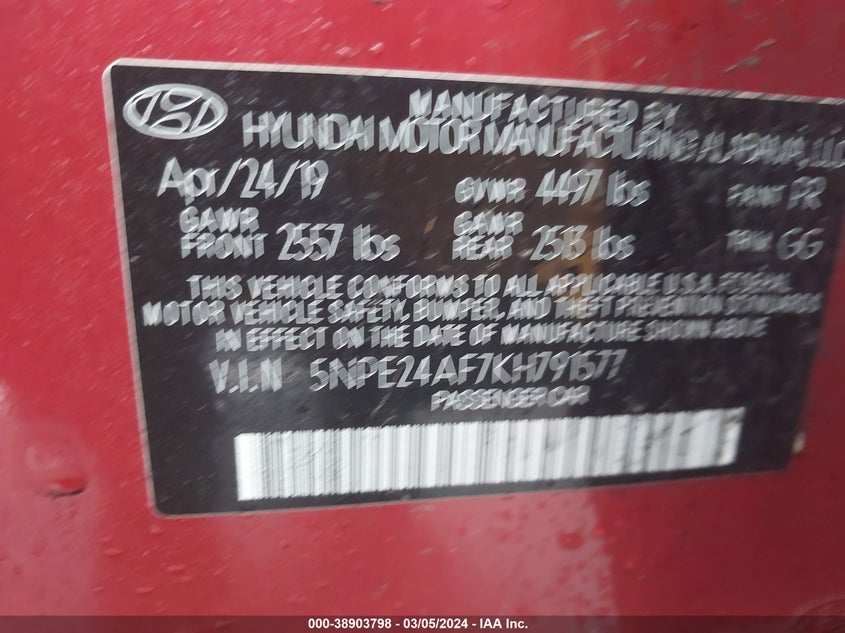 MANUFACTURED BY
HYUNDAI MOTOR MANUFACTURING ALABAMA, LLC
Apr/24/19 GVWR 4497 lbs PAINT PR
GAWR FRONT 2557 lbs GAWR REAR 2513 lbs TRIM GG
THIS VEHICLE CONFORMS TO ALL APPLICABLE U.S.A. FEDERAL
MOTOR VEHICLE SAFETY, BUMPER, AND THEFT PREVENTION STANDARDS
IN EFFECT ON THE DATE OF MANUFACTURE SHOWN ABOVE
V.I.N 5NPE24AF7KH791577
PASSENGER CAR
000-38903798 - 03/05/2024 - IAA Inc.